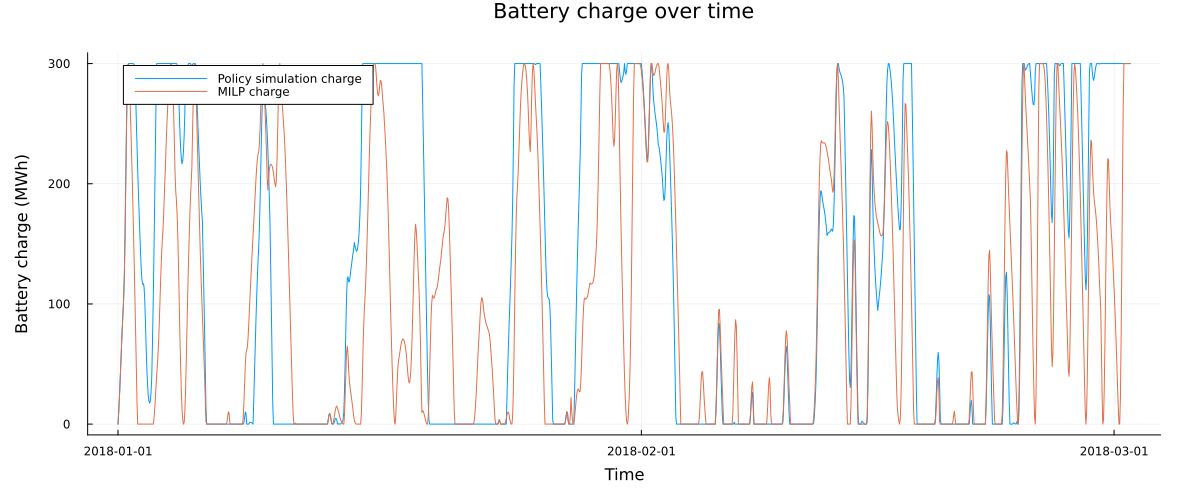 Battery charge over time
Policy simulation charge
MILP charge
300
200
100
0
Battery charge (MWh)
2018-01-01
2018-02-01
2018-03-01
Time